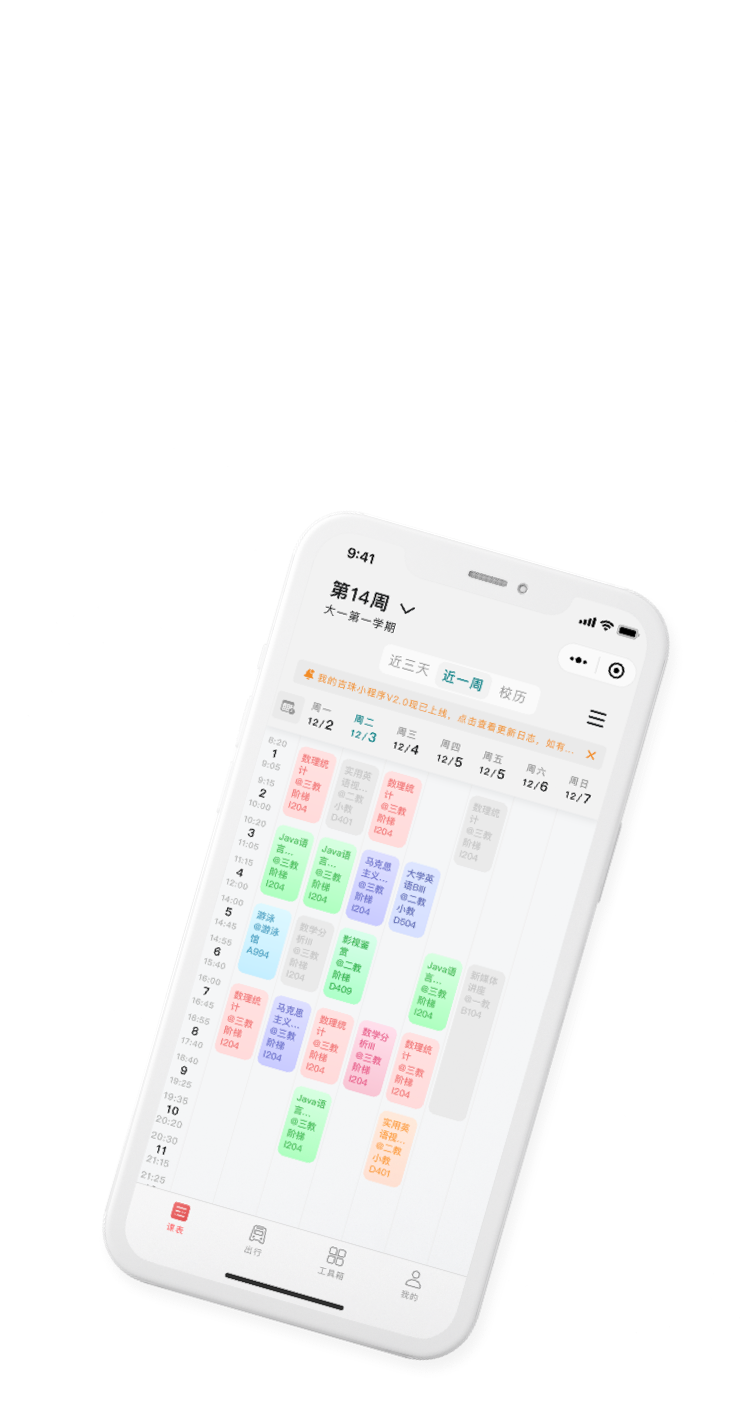 9:41
第14周
大一第一学期
近三天 近一周 校历
我的吉珠小程序V2.0现已上线，点击查看更新日志，如有...
周一 周二 周三 周四 周五 周六 周日
12/2 12/3 12/4 12/5 12/5 12/6 12/7
8:20
1
9:05
9:15
2
10:00
10:20
3
11:05
11:15
4
12:00
14:00
5
14:45
14:55
6
15:40
16:00
7
16:45
16:55
8
17:40
18:40
9
19:25
19:35
10
20:20
20:30
11
21:15
21:25
数理统
计
@三教
阶梯
I204
实用英
语视...
@二教
小教
D401
数理统
计
@三教
阶梯
I204
数理统
计
@三教
阶梯
I204
Java语
言...
@三教
阶梯
I204
Java语
言...
@三教
阶梯
I204
马克思
主义...
@三教
阶梯
I204
大学英
语BIII
@二教
小教
D504
游泳
@游泳
馆
A994
数学分
析III
@三教
阶梯
I204
影视鉴
赏
@二教
阶梯
D409
Java语
言...
@三教
阶梯
I204
新媒体
讲座
@一教
B104
数理统
计
@三教
阶梯
I204
马克思
主义...
@三教
阶梯
I204
数理统
计
@三教
阶梯
I204
数学分
析III
@三教
阶梯
I204
数理统
计
@三教
阶梯
I204
Java语
言...
@三教
阶梯
I204
实用英
语视...
@二教
小教
D401
课表 出行 工具箱 我的